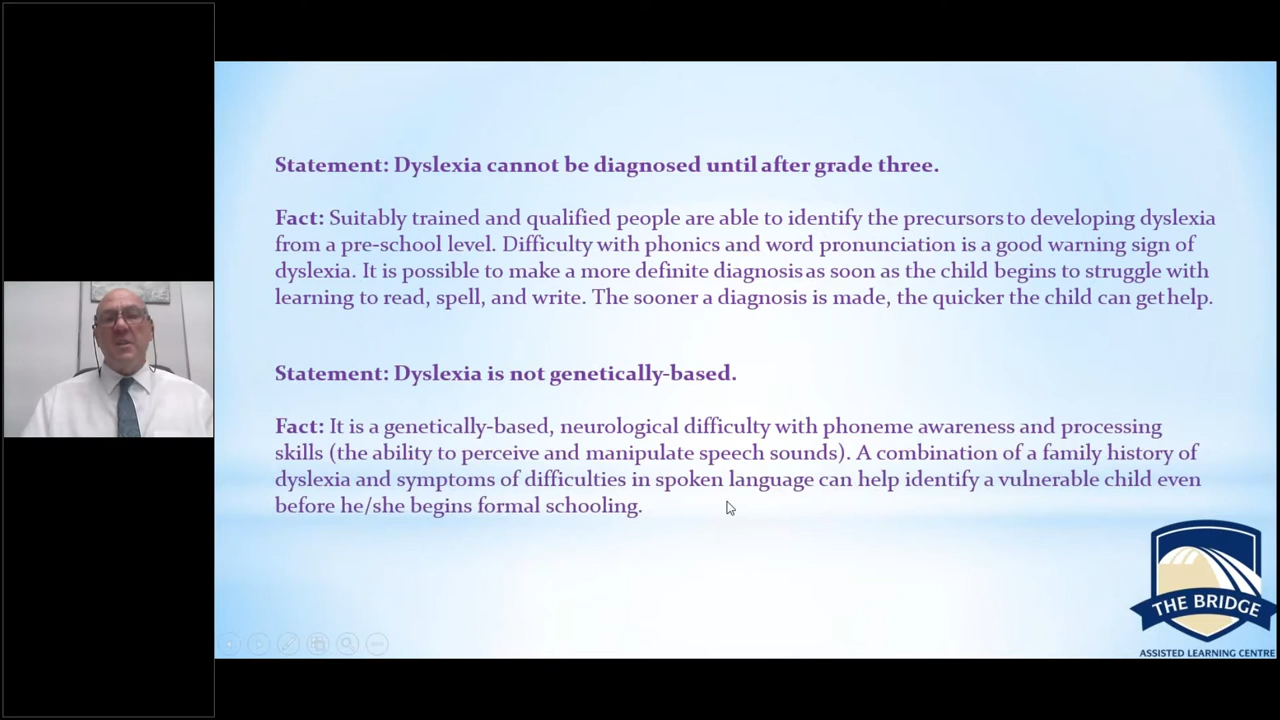 Statement: Dyslexia cannot be diagnosed until after grade three.
Fact: Suitably trained and qualified people are able to identify the precursors to developing dyslexia
from a pre-school level. Difficulty with phonics and word pronunciation is a good warning sign of
dyslexia. It is possible to make a more definite diagnosis as soon as the child begins to struggle with
learning to read, spell, and write. The sooner a diagnosis is made, the quicker the child can get help.
Statement: Dyslexia is not genetically-based.
Fact: It is a genetically-based, neurological difficulty with phoneme awareness and processing
skills (the ability to perceive and manipulate speech sounds). A combination of a family history of
dyslexia and symptoms of difficulties in spoken language can help identify a vulnerable child even
before he/she begins formal schooling.
THE BRIDGE
ASSISTED LEARNING CENTRE